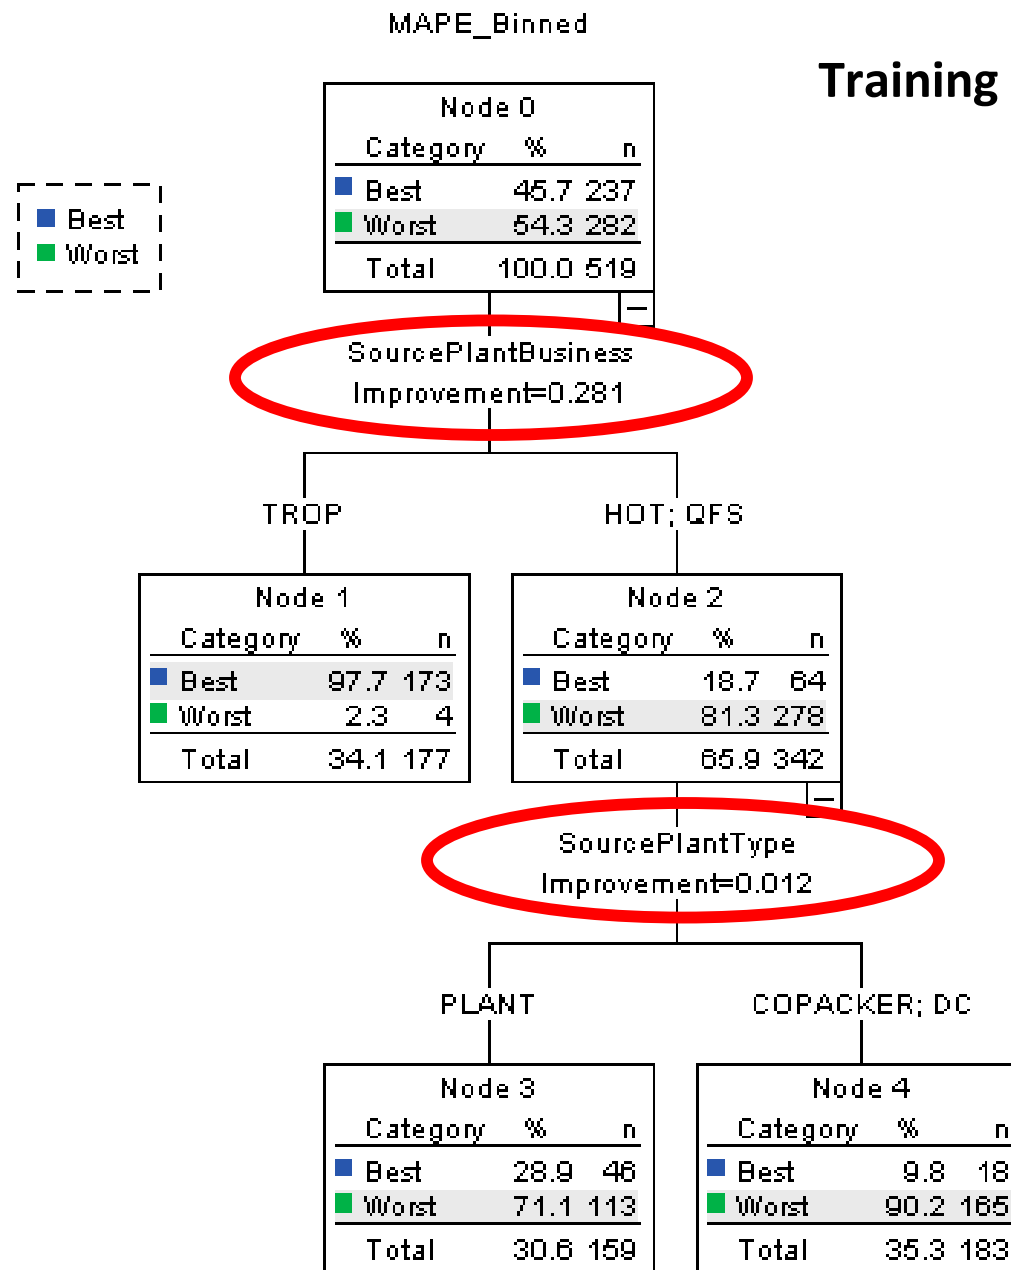 MAPE_Binned
Training
Node 0
Category % n
Best 45.7 237
Worst 54.3 282
Total 100.0 519
Best
Worst
SourcePlantBusiness
Improvement=0.281
TROP
HOT; QFS
Node 1
Category % n
Best 97.7 173
Worst 2.3 4
Total 34.1 177
Node 2
Category % n
Best 18.7 64
Worst 81.3 278
Total 65.9 342
SourcePlantType
Improvement=0.012
PLANT
COPACKER; DC
Node 3
Category % n
Best 28.9 46
Worst 71.1 113
Total 30.6 159
Node 4
Category % n
Best 9.8 18
Worst 90.2 165
Total 35.3 183